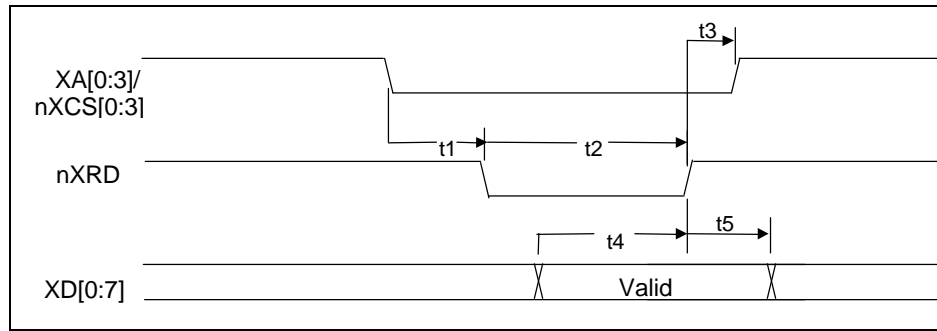 t3
XA[0:3]/
nXCS[0:3]
t1
t2
nXRD
t4
t5
XD[0:7]
Valid